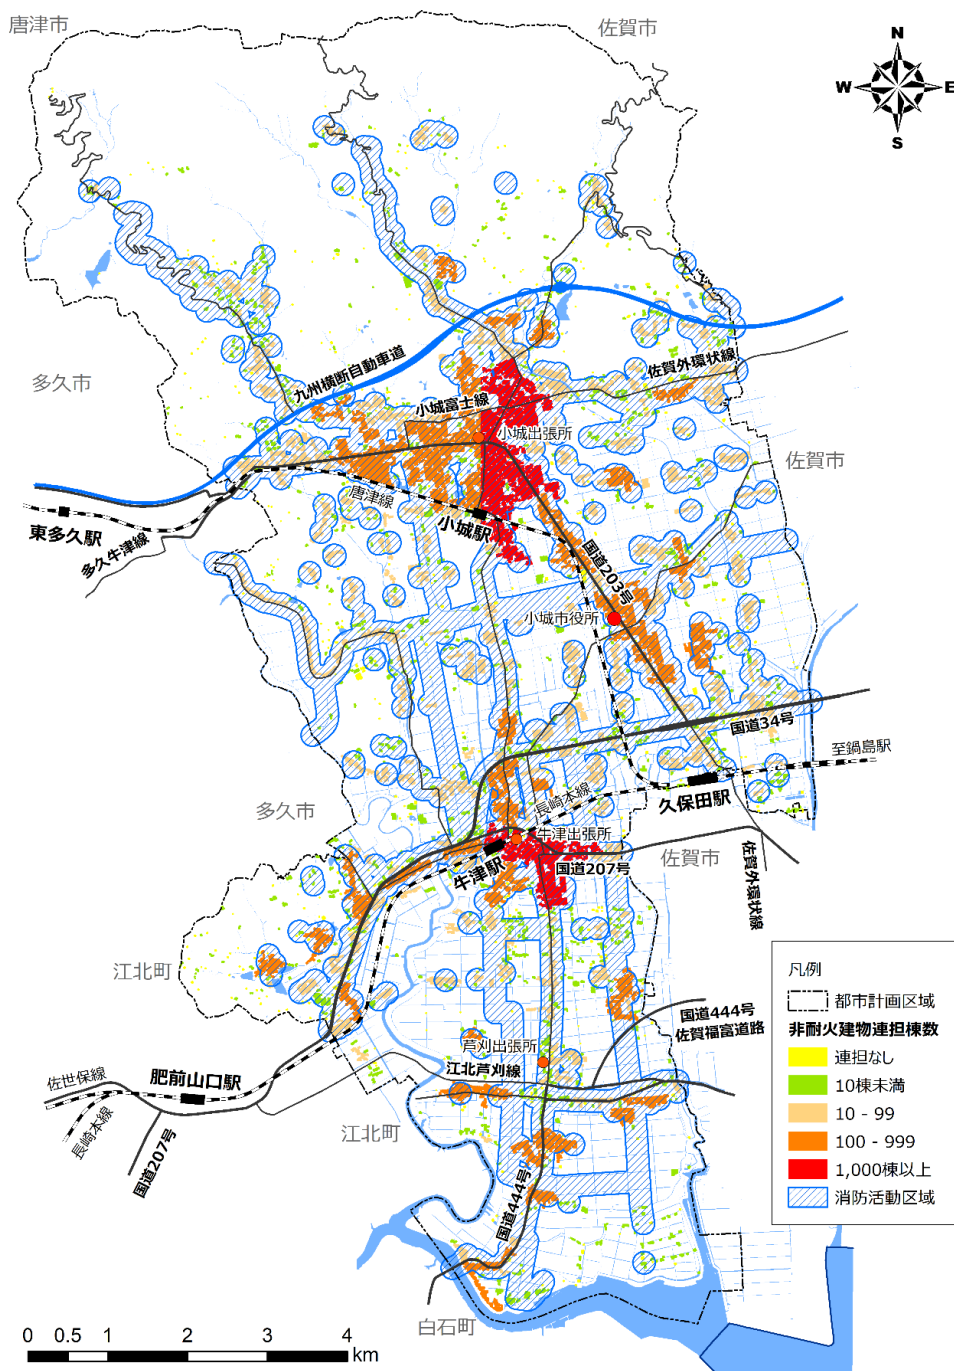 唐津市
佐賀市
N
W
E
S
多久市
九州横断自動車道
佐賀外環状線
小城富士線
小城出張所
佐賀市
唐津線
小城駅
東多久駅
多久牛津線
国道203号
小城市役所
国道34号
至鍋島駅
長崎本線
久保田駅
多久市
牛津出張所
牛津駅
国道207号
佐賀市
佐賀外環状線
江北町
国道444号
佐賀福富道路
芦刈出張所
江北芦刈線
佐世保線
肥前山口駅
長崎本線
国道207号
江北町
国道444号
白石町
凡例
都市計画区域
非耐火建物連担棟数
連担なし
10棟未満
10 - 99
100 - 999
1,000棟以上
消防活動区域
0 0.5 1 2 3 4
km